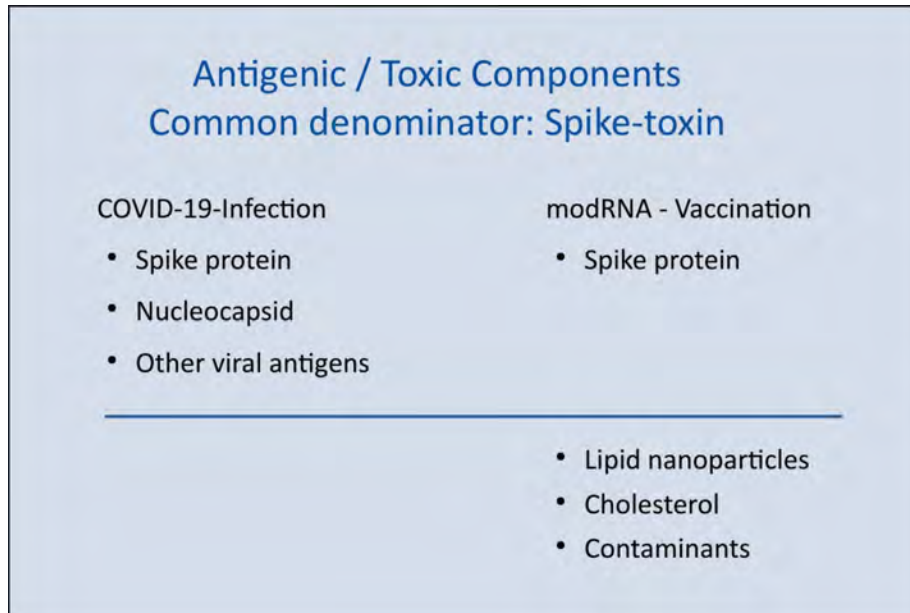 Antigenic / Toxic Components
Common denominator: Spike-toxin
COVID-19-Infection
• Spike protein
• Nucleocapsid
• Other viral antigens
modRNA - Vaccination
• Spike protein
• Lipid nanoparticles
• Cholesterol
• Contaminants